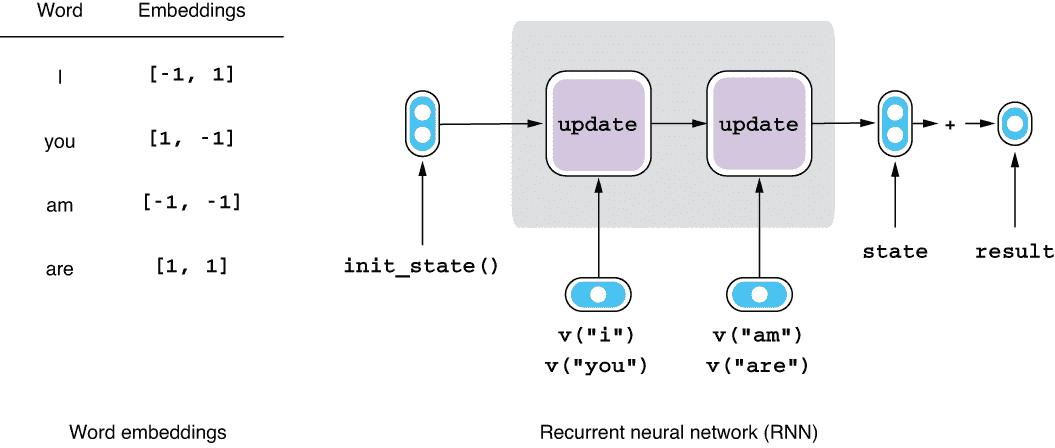 Word Embeddings
I [-1, 1]
you [1, -1]
am [-1, -1]
are [1, 1]
Word embeddings
update update
+
init_state()
state result
v("i") v("am")
v("you") v("are")
Recurrent neural network (RNN)